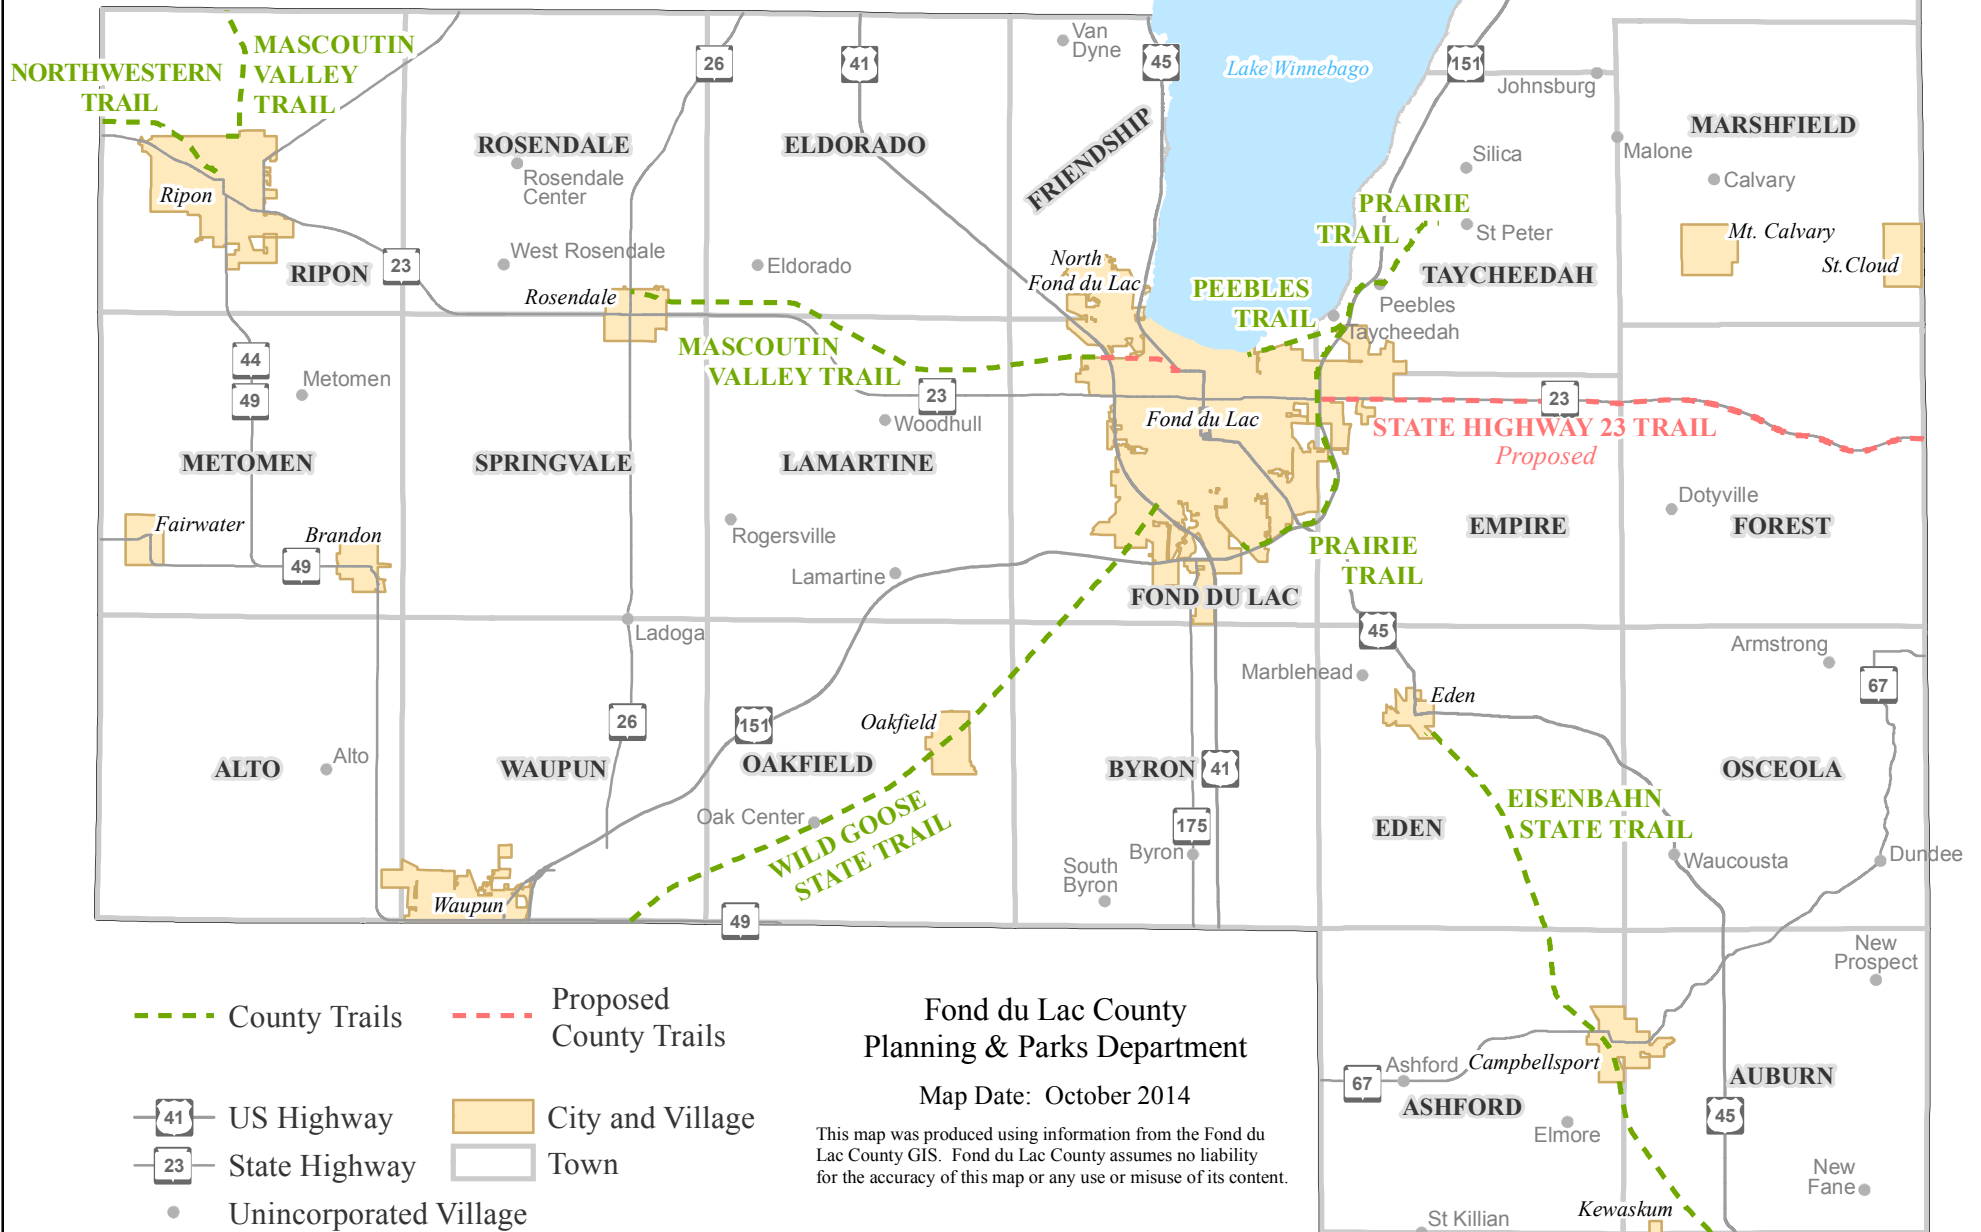 Van
Dyne
Lake Winnebago
26
41
45
151
Johnsburg
MASCOUTIN
VALLEY
TRAIL
NORTHWESTERN
TRAIL
ROSENDALE
Rosendale
Center
ELDORADO
FRIENDSHIP
MARSHFIELD
Malone
Silica
Calvary
Ripon
PRAIRIE
TRAIL
St Peter
Mt. Calvary
St.Cloud
West Rosendale
Eldorado
North
Fond du Lac
RIPON
23
Rosendale
PEEBLES
TRAIL
TAYCHEEDAH
Peebles
Taycheedah
44
49
Metomen
MASCOUTIN
VALLEY TRAIL
23
Woodhull
Fond du Lac
23
STATE HIGHWAY 23 TRAIL
Proposed
METOMEN
SPRINGVALE
LAMARTINE
Dotyville
Fairwater
Brandon
49
Rogersville
Lamartine
EMPIRE
FOREST
PRAIRIE
TRAIL
FOND DU LAC
Ladoga
45
Armstrong
Marblehead
67
Eden
26
151
Oakfield
Alto
ALTO
WAUPUN
OAKFIELD
BYRON
41
OSCEOLA
EISENBAHN
STATE TRAIL
EDEN
Oak Center
WILD GOOSE
STATE TRAIL
175
Byron
South
Byron
Waucousta
Dundee
Waupun
49
New
Prospect
Ashford
Campbellsport
67
ASHFORD
AUBURN
45
Elmore
New
Fane
Kewaskum
St Killian
County Trails
Proposed
County Trails
41
US Highway
City and Village
23
State Highway
Town
Unincorporated Village
Fond du Lac County
Planning & Parks Department
Map Date: October 2014
This map was produced using information from the Fond du
Lac County GIS. Fond du Lac County assumes no liability
for the accuracy of this map or any use or misuse of its content.